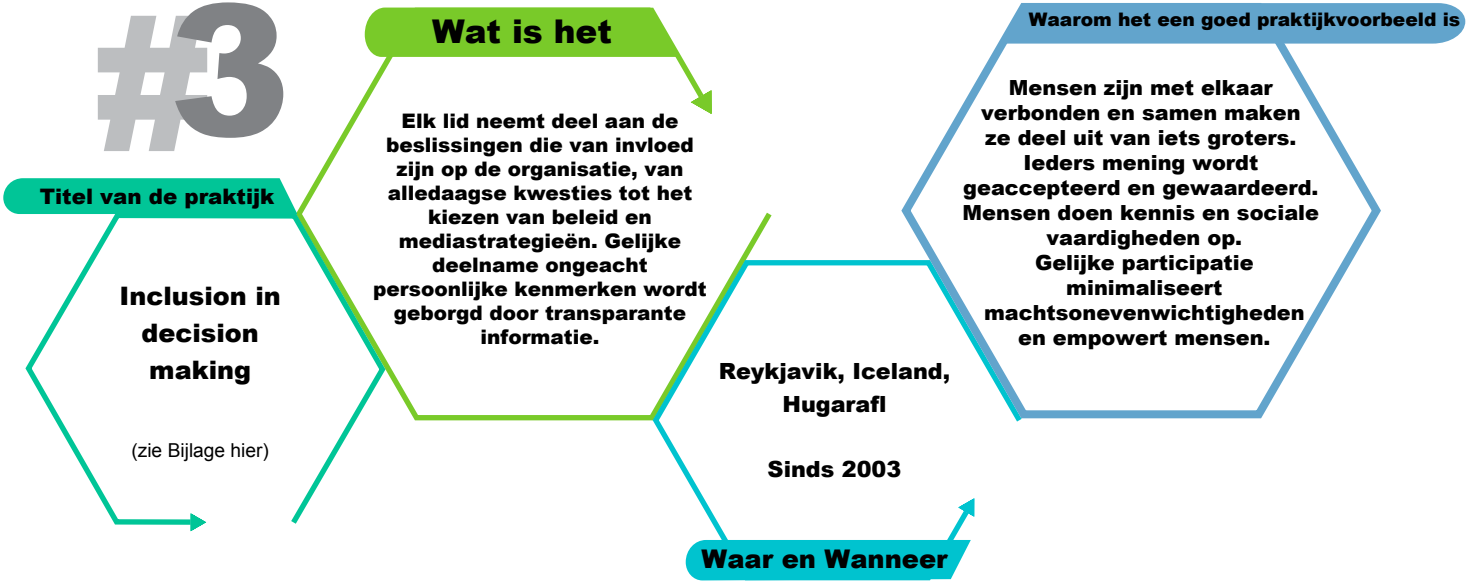 #3
Titel van de praktijk
Inclusion in
decision
making
(zie Bijlage hier)
Wat is het
Elk lid neemt deel aan de
beslissingen die van invloed
zijn op de organisatie, van
alledaagse kwesties tot het
kiezen van beleid en
mediastrategieën. Gelijke
deelname ongeacht
persoonlijke kenmerken wordt
geborgd door transparante
informatie.
Reykjavik, Iceland,
Hugarafl
Sinds 2003
Waar en Wanneer
Waarom het een goed praktijkvoorbeeld is
Mensen zijn met elkaar
verbonden en samen maken
ze deel uit van iets groters.
Ieders mening wordt
geaccepteerd en gewaardeerd.
Mensen doen kennis en sociale
vaardigheden op.
Gelijke participatie
minimaliseert
machtsonevenwichtigheden
en empowert mensen.